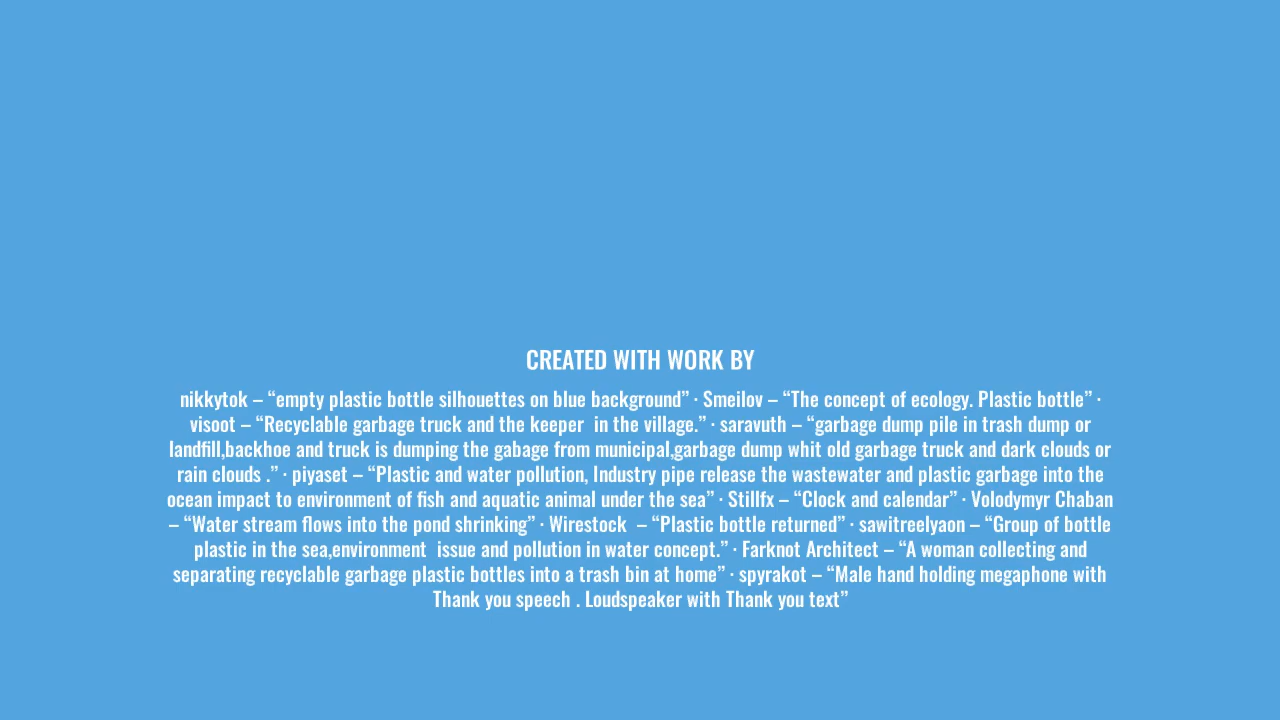 CREATED WITH WORK BY
nikkytok – “empty plastic bottle silhouettes on blue background” · Smeilov – “The concept of ecology. Plastic bottle” ·
visoot – “Recyclable garbage truck and the keeper  in the village.” · saravuth – “garbage dump pile in trash dump or
landfill,backhoe and truck is dumping the gabage from municipal,garbage dump whit old garbage truck and dark clouds or
rain clouds .” · piyaset – “Plastic and water pollution, Industry pipe release the wastewater and plastic garbage into the
ocean impact to environment of fish and aquatic animal under the sea” · Stillfx – “Clock and calendar” · Volodymyr Chaban
– “Water stream flows into the pond shrinking” · Wirestock  – “Plastic bottle returned” · sawitreelyaon – “Group of bottle
plastic in the sea,environment  issue and pollution in water concept.” · Farknot Architect – “A woman collecting and
separating recyclable garbage plastic bottles into a trash bin at home” · spyrakot – “Male hand holding megaphone with
Thank you speech . Loudspeaker with Thank you text”